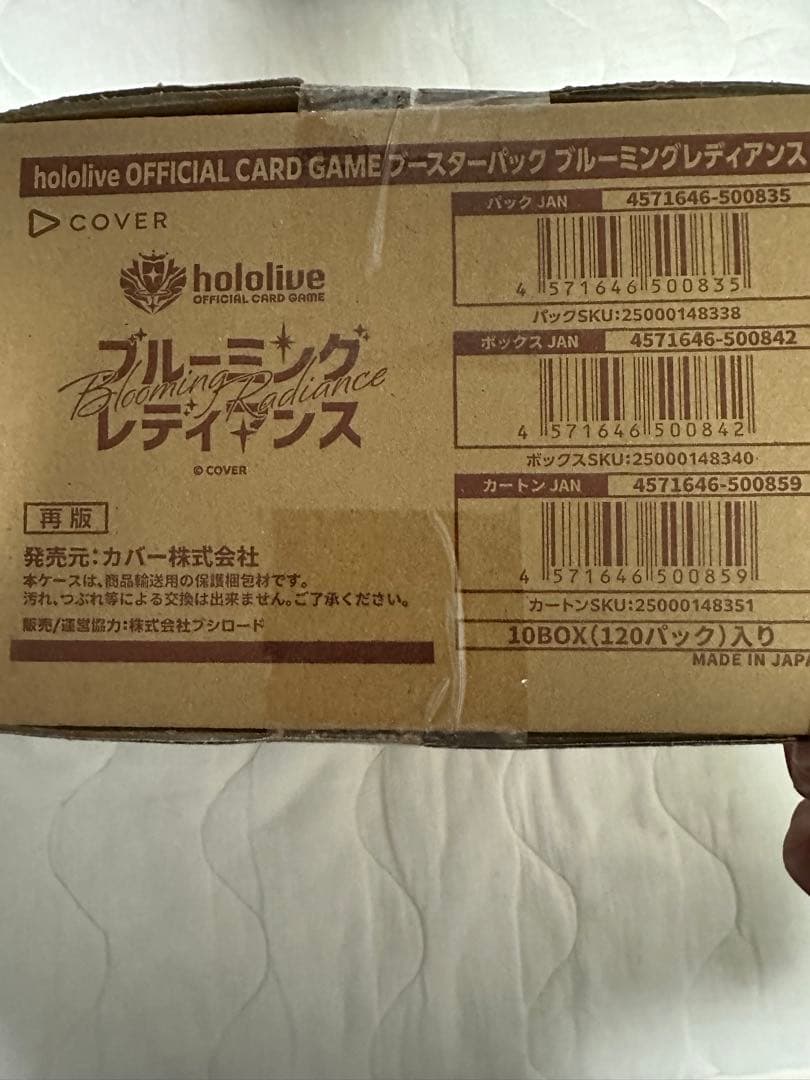 hololive OFFICIAL CARD GAME ブースターパック ブルーミングレディアンス
COVER
hololive
OFFICIAL CARD GAME
ブルーミング
Blooming Radiance
レディアンス
© COVER
再版
発売元:カバー株式会社
本ケースは、商品輸送用の保護梱包材です。
汚れ、つぶれ等による交換は出来ません。ご了承ください。
販売/運営協力:株式会社ブシロード
パック JAN 4571646-500835
4 571646 500835
パックSKU:25000148338
ボックス JAN 4571646-500842
4 571646 500842
ボックスSKU:25000148340
カートン JAN 4571646-500859
4 571646 500859
カートンSKU:25000148351
10BOX(120パック)入り
MADE IN JAPA